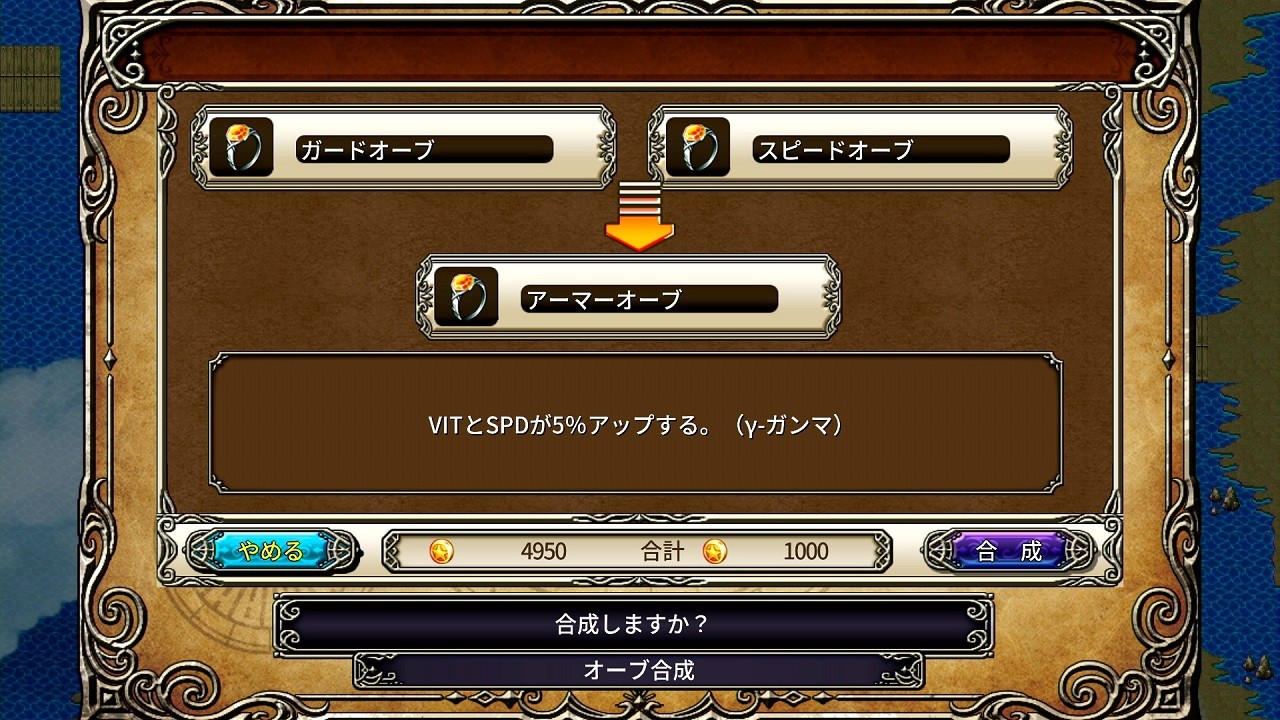 ガードオーブ
スピードオーブ
アーマーオーブ
VITとSPDが5%アップする。（γ-ガンマ）
やめる 4950 合計 1000 合 成
合成しますか？
オーブ合成